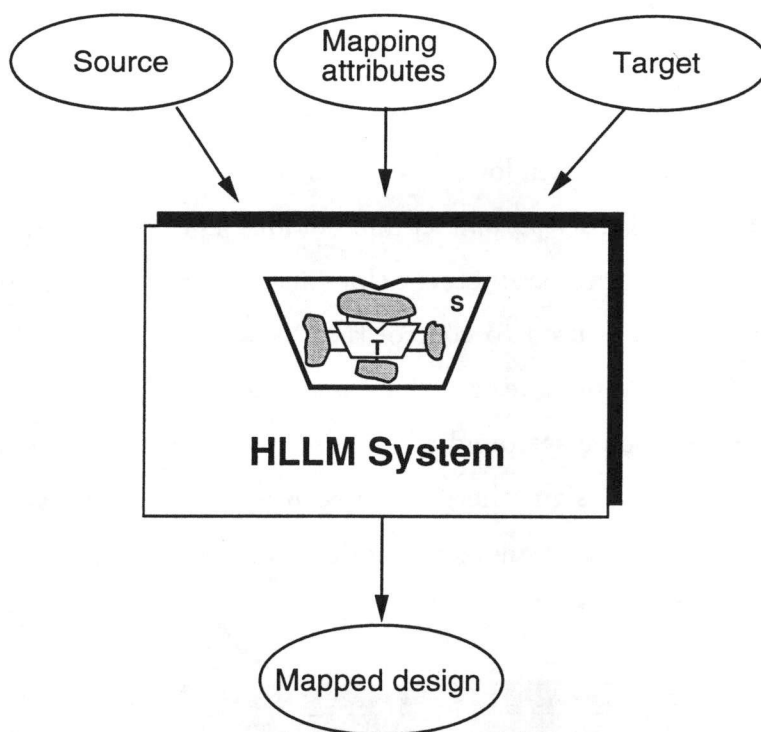 Source
Mapping
attributes
Target
S
T
HLLM System
Mapped design